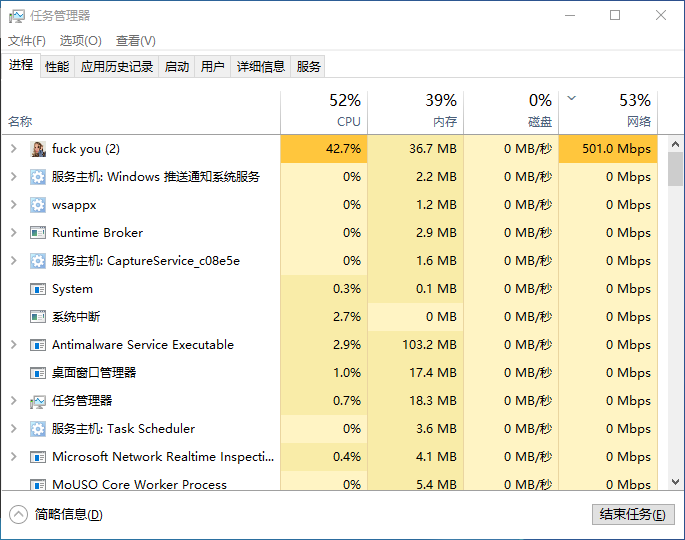 任务管理器
文件(F) 选项(O) 查看(V)
进程 性能 应用历史记录 启动 用户 详细信息 服务
52% 39% 0% 53%
名称 CPU 内存 磁盘 网络
fuck you (2) 42.7% 36.7 MB 0 MB/秒 501.0 Mbps
服务主机: Windows 推送通知系统服务 0% 2.2 MB 0 MB/秒 0 Mbps
wsappx 0% 1.2 MB 0 MB/秒 0 Mbps
Runtime Broker 0% 2.9 MB 0 MB/秒 0 Mbps
服务主机: CaptureService_c08e5e 0% 1.6 MB 0 MB/秒 0 Mbps
System 0.3% 0.1 MB 0 MB/秒 0 Mbps
系统中断 2.7% 0 MB 0 MB/秒 0 Mbps
Antimalware Service Executable 2.9% 103.2 MB 0 MB/秒 0 Mbps
桌面窗口管理器 1.0% 17.4 MB 0 MB/秒 0 Mbps
任务管理器 0.7% 18.3 MB 0 MB/秒 0 Mbps
服务主机: Task Scheduler 0% 3.6 MB 0 MB/秒 0 Mbps
Microsoft Network Realtime Inspecti... 0.4% 4.1 MB 0 MB/秒 0 Mbps
MoUSO Core Worker Process 0% 5.4 MB 0 MB/秒 0 Mbps
简略信息(D) 结束任务(E)